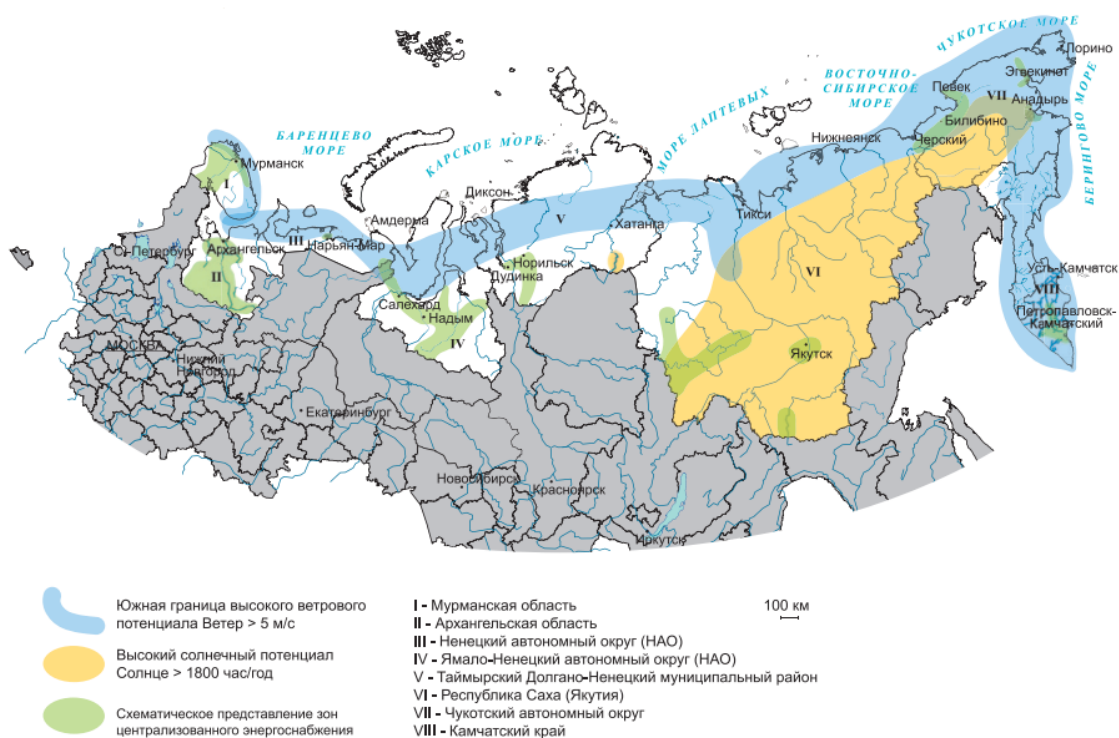 ЧУКОТСКОЕ МОРЕ
Лорино
Эгвекинот
ВОСТОЧНО-
СИБИРСКОЕ
МОРЕ
Певек
VII
Анадырь
БЕРИНГОВО МОРЕ
МОРЕ ЛАПТЕВЫХ
Билибино
БАРЕНЦЕВО
МОРЕ
КАРСКОЕ МОРЕ
Нижнеянск
Черский
Мурманск
I
Диксон
Амдерма
V
Хатанга
Тикси
С.-Петербург
Архангельск
III
Нарьян-Мар
Норильск
Дудинка
II
VI
Усть-Камчатск
VIII
Салехард
Надым
IV
Петропавловск-
Камчатский
МОСКВА
Нижний
Новгород
Якутск
Екатеринбург
Новосибирск
Красноярск
Иркутск
Южная граница высокого ветрового
потенциала Ветер > 5 м/с
Высокий солнечный потенциал
Солнце > 1800 час/год
Схематическое представление зон
централизованного энергоснабжения
I - Мурманская область
II - Архангельская область
III - Ненецкий автономный округ (НАО)
IV - Ямало-Ненецкий автономный округ (НАО)
V - Таймырский Долгано-Ненецкий муниципальный район
VI - Республика Саха (Якутия)
VII - Чукотский автономный округ
VIII - Камчатский край
100 км